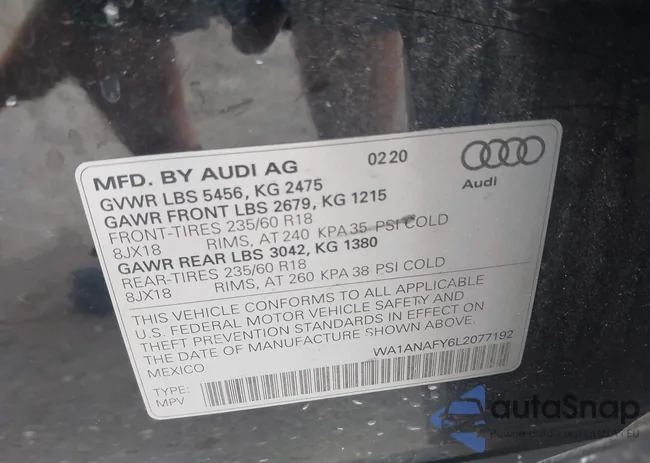 MFD. BY AUDI AG 0220
Audi
GVWR LBS 5456, KG 2475
GAWR FRONT LBS 2679, KG 1215
FRONT-TIRES 235/60 R18
8JX18 RIMS, AT 240 KPA 35 PSI COLD
GAWR REAR LBS 3042, KG 1380
REAR-TIRES 235/60 R18
8JX18 RIMS, AT 260 KPA 38 PSI COLD
THIS VEHICLE CONFORMS TO ALL APPLICABLE
U.S. FEDERAL MOTOR VEHICLE SAFETY AND
THEFT PREVENTION STANDARDS IN EFFECT ON
THE DATE OF MANUFACTURE SHOWN ABOVE.
MEXICO WA1ANAFY6L2077192
TYPE:
MPV
autaSnap